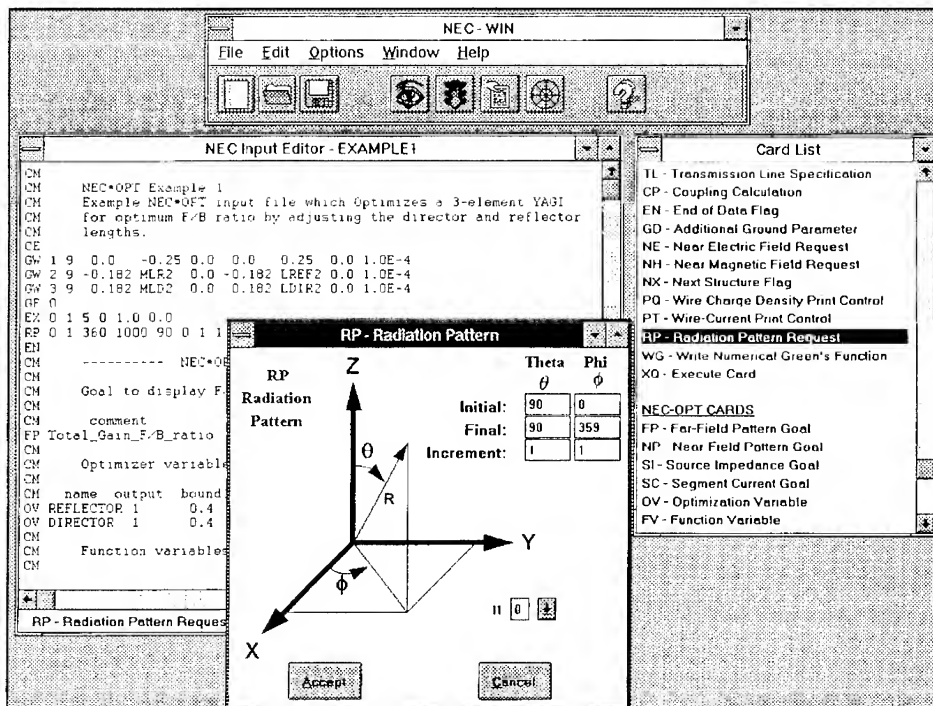 NEC-WIN
File Edit Options Window Help
NEC Input Editor - EXAMPLE1
CM
CM NEC*OPT Example 1
CM Example NEC*OPT input file which Optimizes a 3-element YAGI
CM for optimum F/B ratio by adjusting the director and reflector
CM lengths.
CE
GW 1 9 0.0 -0.25 0.0 0.0 0.25 0.0 1.0E-4
GW 2 9 -0.182 MLR2 0.0 -0.182 LREF2 0.0 1.0E-4
GW 3 9 0.182 MLD2 0.0 0.182 LDIR2 0.0 1.0E-4
GF 0
EX 0 1 5 0 1.0 0.0
RP 0 1 360 1000 90 0 1 1
EN
CM ---------- NEC*OP
CM
CM Goal to display F
CM
CM comment
FP Total_Gain_F/B_ratio
CM
CM Optimizer variable
CM
CM name output bound
OV REFLECTOR 1 0.4
OV DIRECTOR 1 0.4
CM
CM Function variables
CM
RP - Radiation Pattern Reques
RP - Radiation Pattern
RP
Radiation
Pattern
Theta Phi
θ ϕ
Initial: 90 0
Final: 90 359
Increment: 1 1
Z
θ
R
Y
ϕ
X
0
Accept Cancel
Card List
TL - Transmission Line Specification
CP - Coupling Calculation
EN - End of Data Flag
GD - Additional Ground Parameter
NE - Near Electric Field Request
NH - Near Magnetic Field Request
NX - Next Structure Flag
PQ - Wire Charge Density Print Control
PT - Wire-Current Print Control
RP - Radiation Pattern Request
WG - Write Numerical Green's Function
XQ - Execute Card
NEC-OPT CARDS
FP - Far-Field Pattern Goal
NP Near Field Pattern Goal
SI - Source Impedance Goal
SC - Segment Current Goal
OV - Optimization Variable
FV - Function Variable